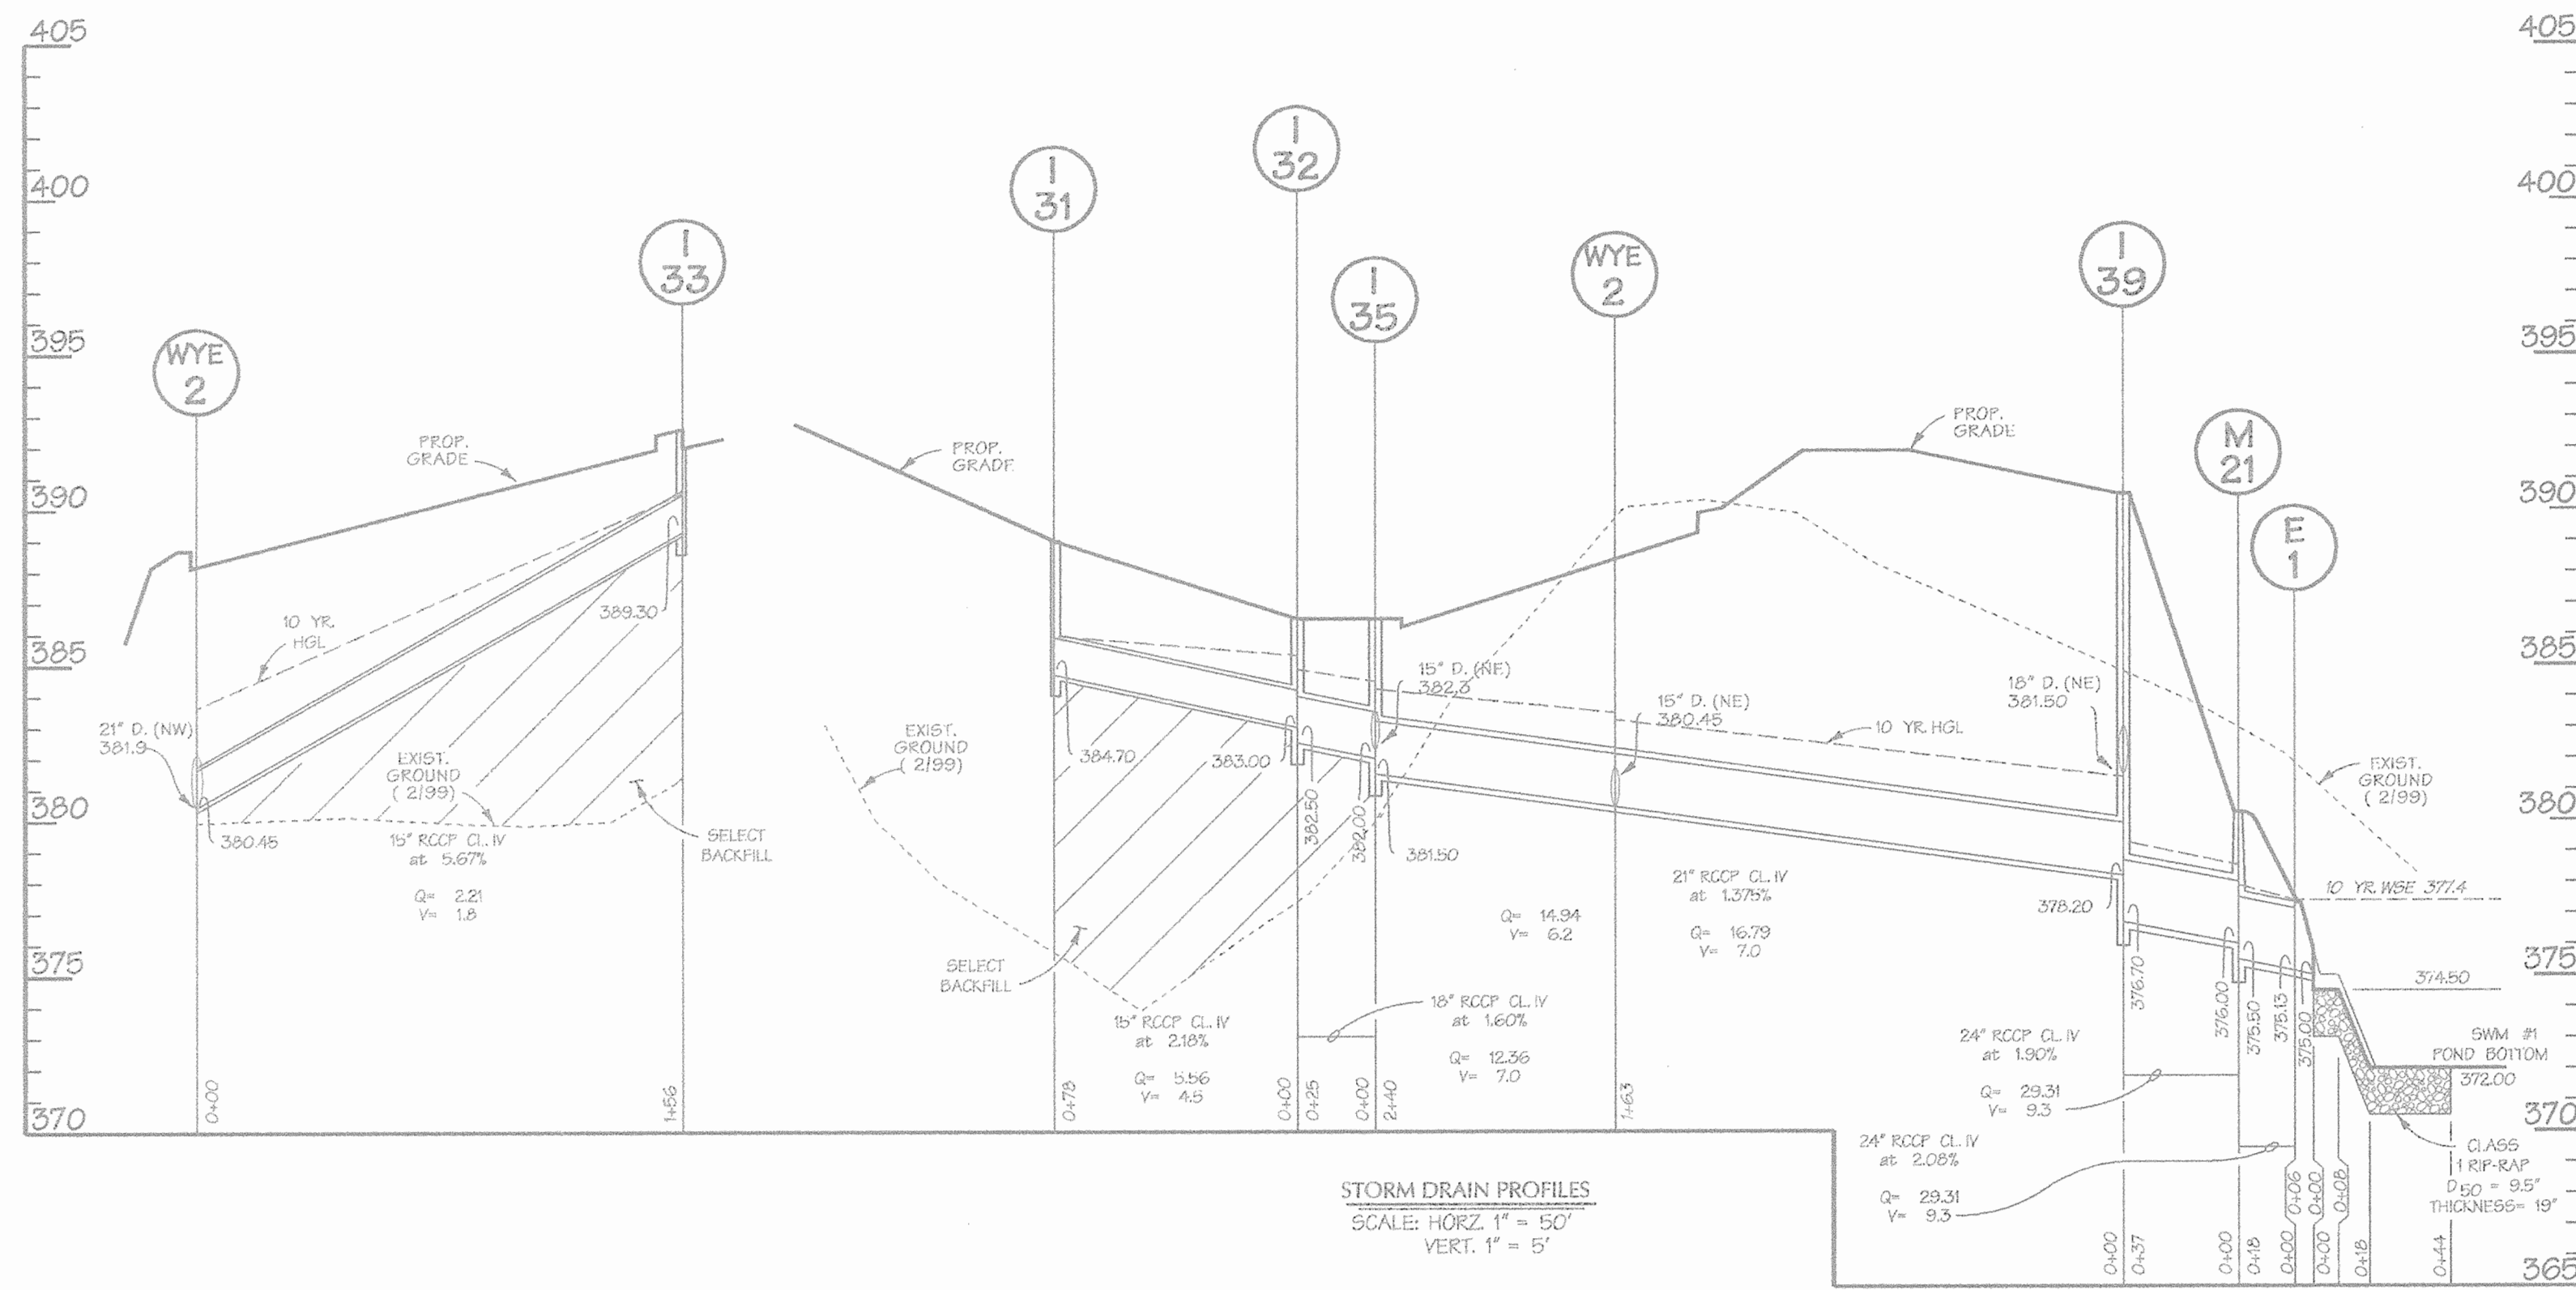 405
400
395
390
385
380
375
370
WYE
2
I
33
I
31
I
32
I
35
WYE
2
I
39
M
21
E
1
405
400
395
390
385
380
375
370
365
PROP.
GRADE
10 YR.
HGL
389.30
21" D. (NW)
381.9
EXIST.
GROUND
(2/99)
380.45
15" RCCP CL. IV
at 5.67%
Q= 2.21
V= 1.8
SELECT
BACKFILL
0+00
1+56
PROP.
GRADE
EXIST.
GROUND
(2/99)
384.70
383.00
382.50
382.00
381.50
SELECT
BACKFILL
15" RCCP CL. IV
at 2.18%
Q= 5.56
V= 4.5
0+78
0+00
0+25
0+00
2+40
15" D. (NE)
382.3
18" RCCP CL. IV
at 1.60%
Q= 12.36
V= 7.0
Q= 14.94
V= 6.2
15" D. (NE)
380.45
21" RCCP CL. IV
at 1.375%
Q= 16.79
V= 7.0
1+63
10 YR. HGL
PROP.
GRADE
18" D. (NE)
381.50
378.20
376.70
376.00
375.50
375.13
375.00
24" RCCP CL. IV
at 1.90%
Q= 29.31
V= 9.3
24" RCCP CL. IV
at 2.08%
Q= 29.31
V= 9.3
EXIST.
GROUND
(2/99)
10 YR. WSE 377.4
374.50
SWM #1
POND BOTTOM
372.00
CLASS
1 RIP-RAP
D50 = 9.5"
THICKNESS= 19"
0+06
0+00
0+08
0+00
0+37
0+00
0+18
0+00
0+00
0+18
0+44
STORM DRAIN PROFILES
SCALE: HORZ. 1" = 50'
VERT. 1" = 5'